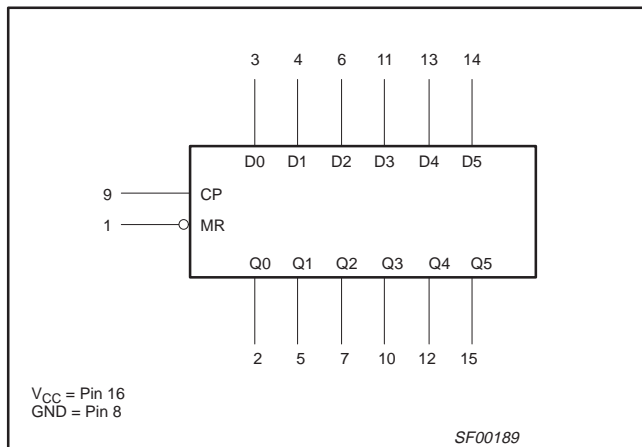 3 4 6 11 13 14
D0 D1 D2 D3 D4 D5
9 CP
1 MR
Q0 Q1 Q2 Q3 Q4 Q5
2 5 7 10 12 15
VCC = Pin 16
GND = Pin 8
SF00189